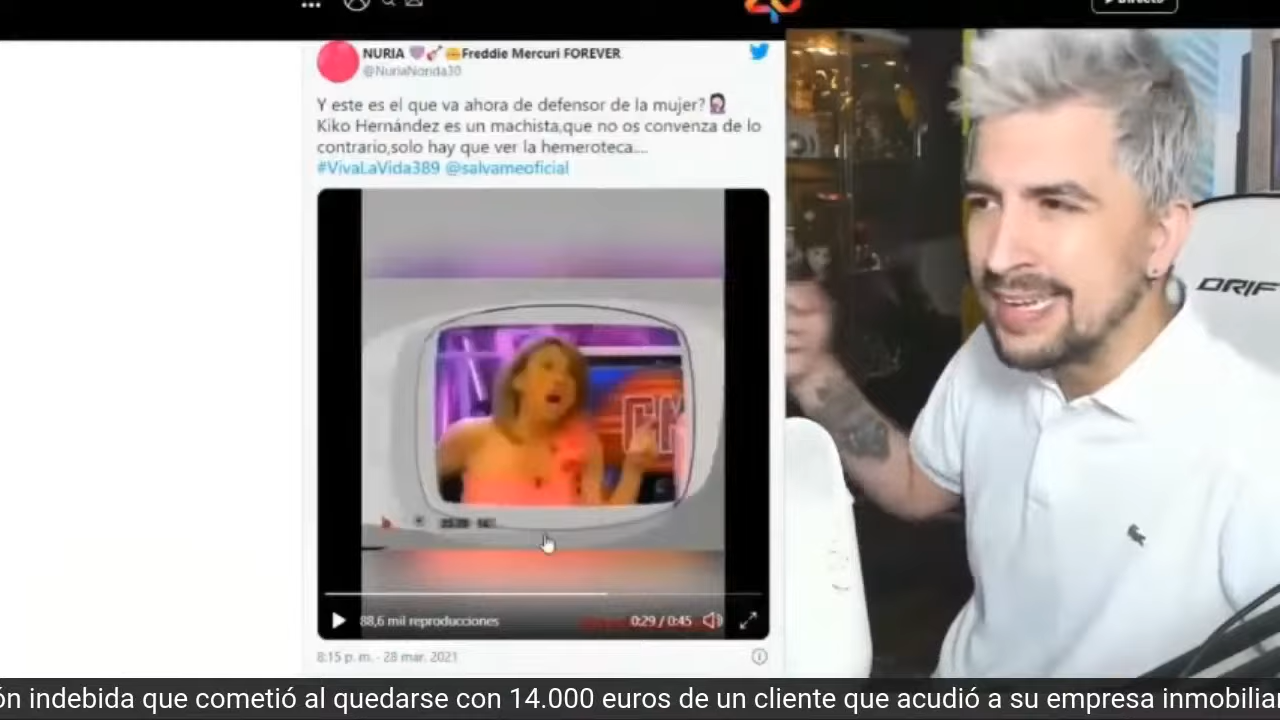 Directo
NURIA Freddie Mercuri FOREVER
@NuriaNorida30
Y este es el que va ahora de defensor de la mujer?
Kiko Hernández es un machista,que no os convenza de lo
contrario,solo hay que ver la hemeroteca....
#VivaLaVida389 @salvameoficial
88,6 mil reproducciones
0:29 / 0:45
8:15 p. m. · 28 mar. 2021
DRIF
ón indebida que cometió al quedarse con 14.000 euros de un cliente que acudió a su empresa inmobiliar